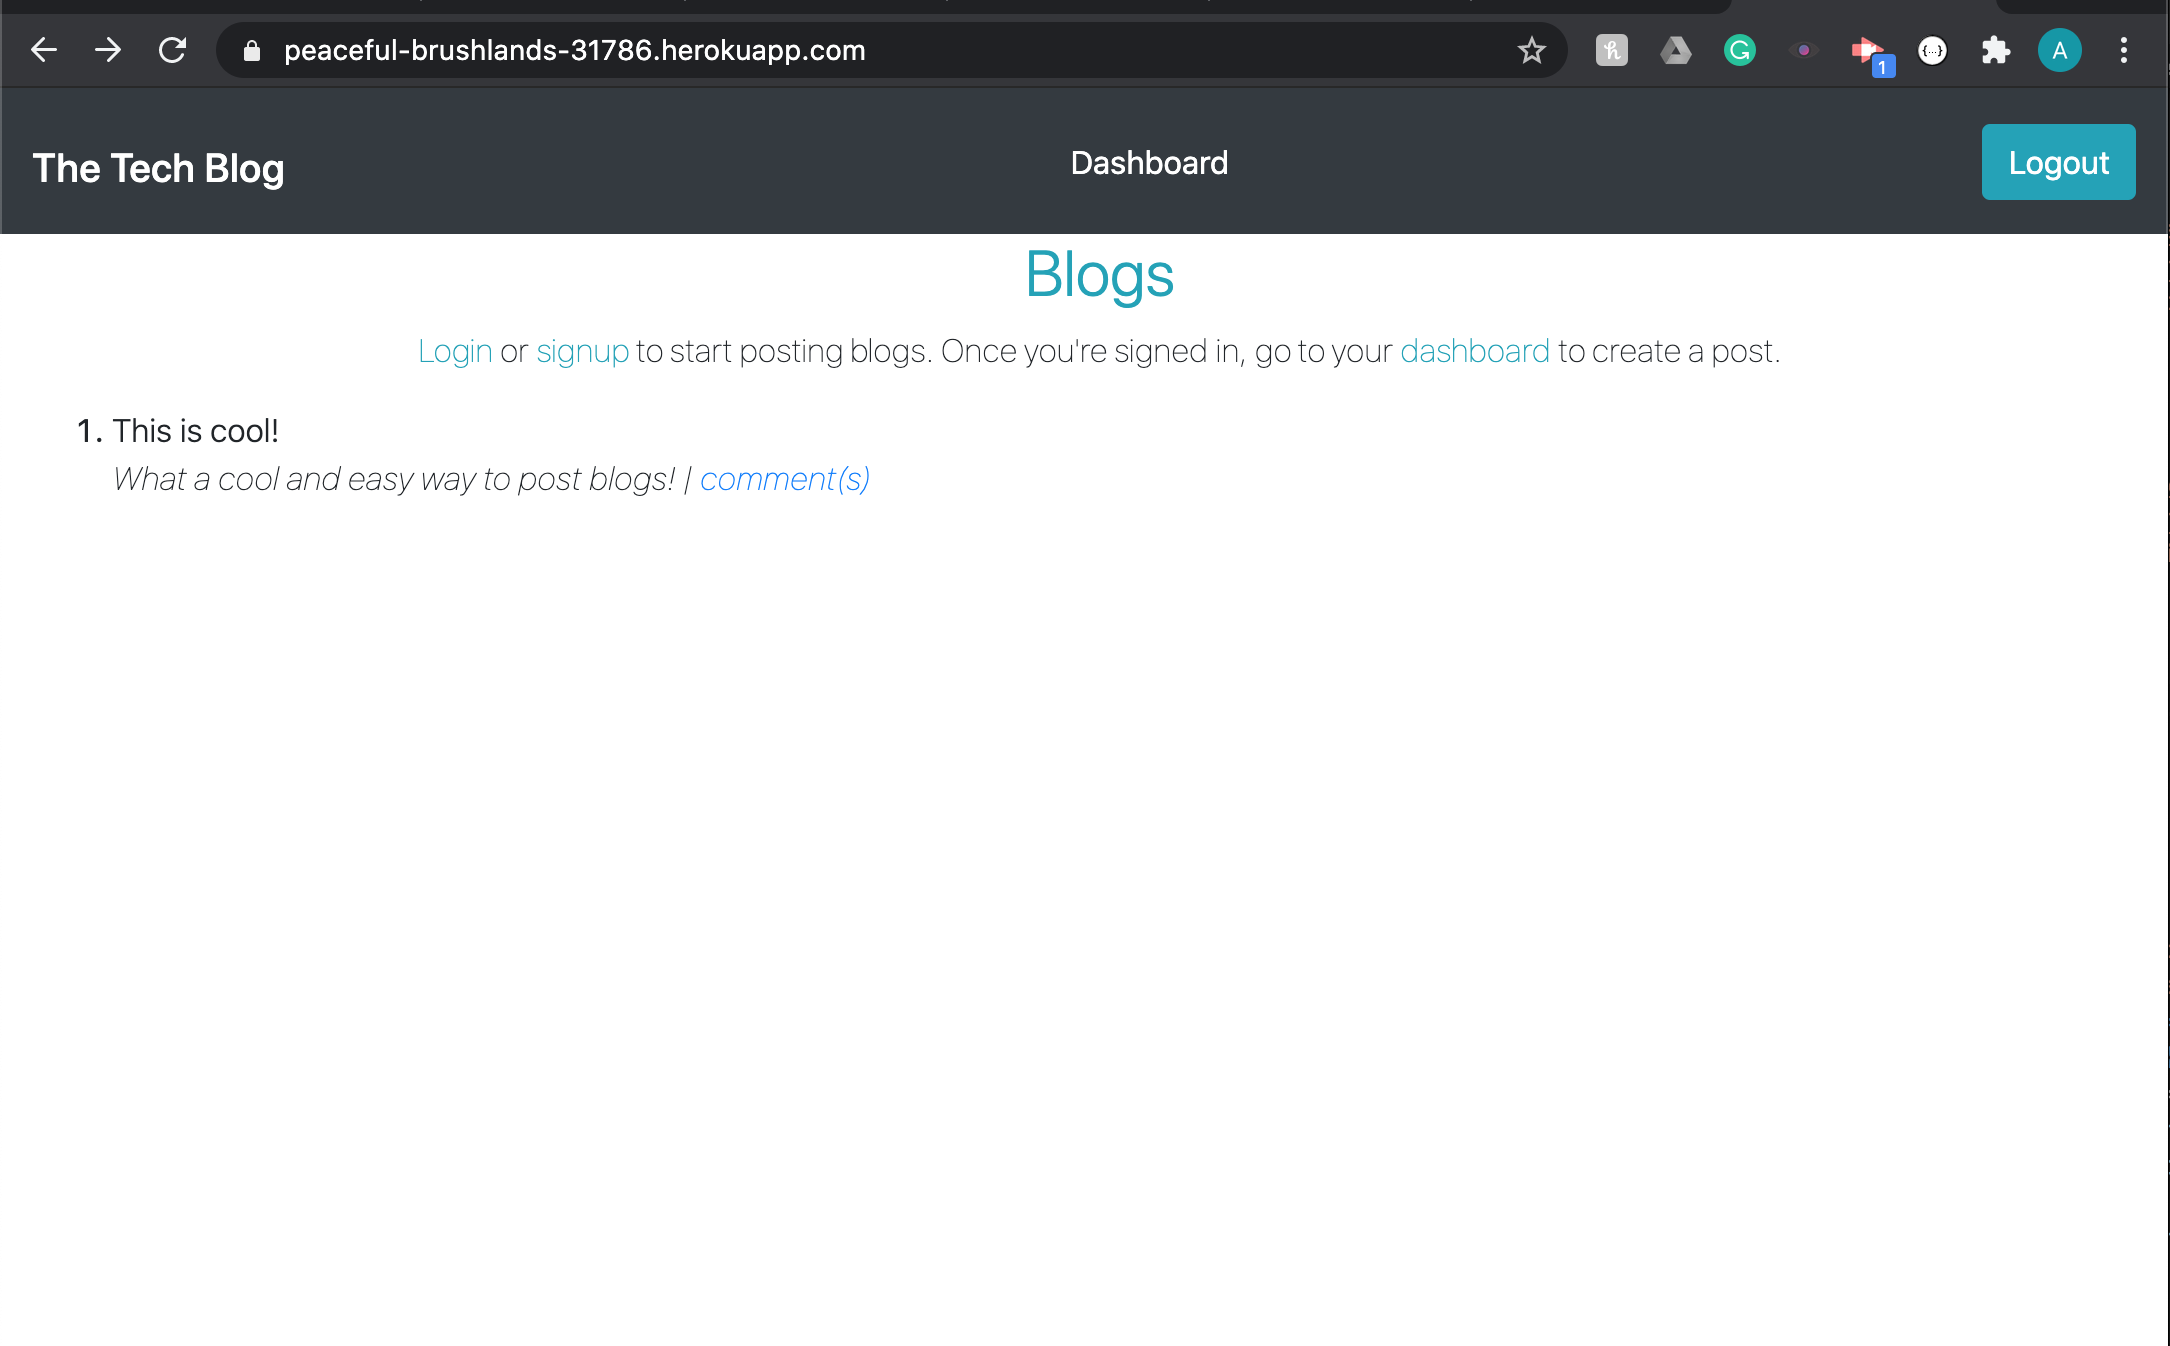 peaceful-brushlands-31786.herokuapp.com
1
{...}
A
The Tech Blog
Dashboard
Logout
Blogs
Login or signup to start posting blogs. Once you're signed in, go to your dashboard to create a post.
1. This is cool!
What a cool and easy way to post blogs! | comment(s)